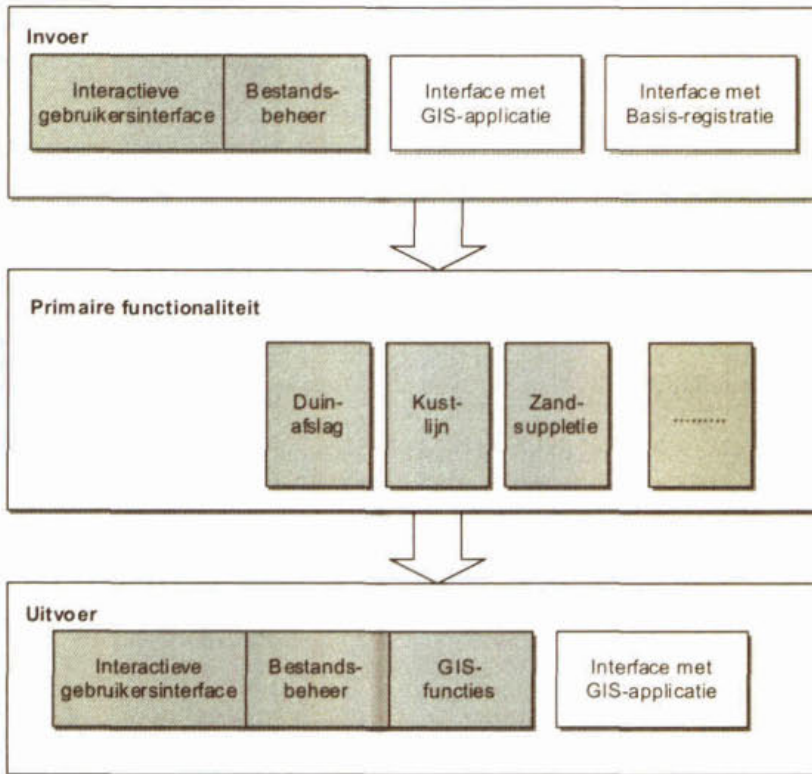 Invoer
Interactieve
gebruikersinterface
Bestands-
beheer
Interface met
GIS-applicatie
Interface met
Basis-registratie
Primaire functionaliteit
Duin-
afslag
Kust-
lijn
Zand-
suppletie
.........
Uitvoer
Interactieve
gebruikersinterface
Bestands-
beheer
GIS-
functies
Interface met
GIS-applicatie